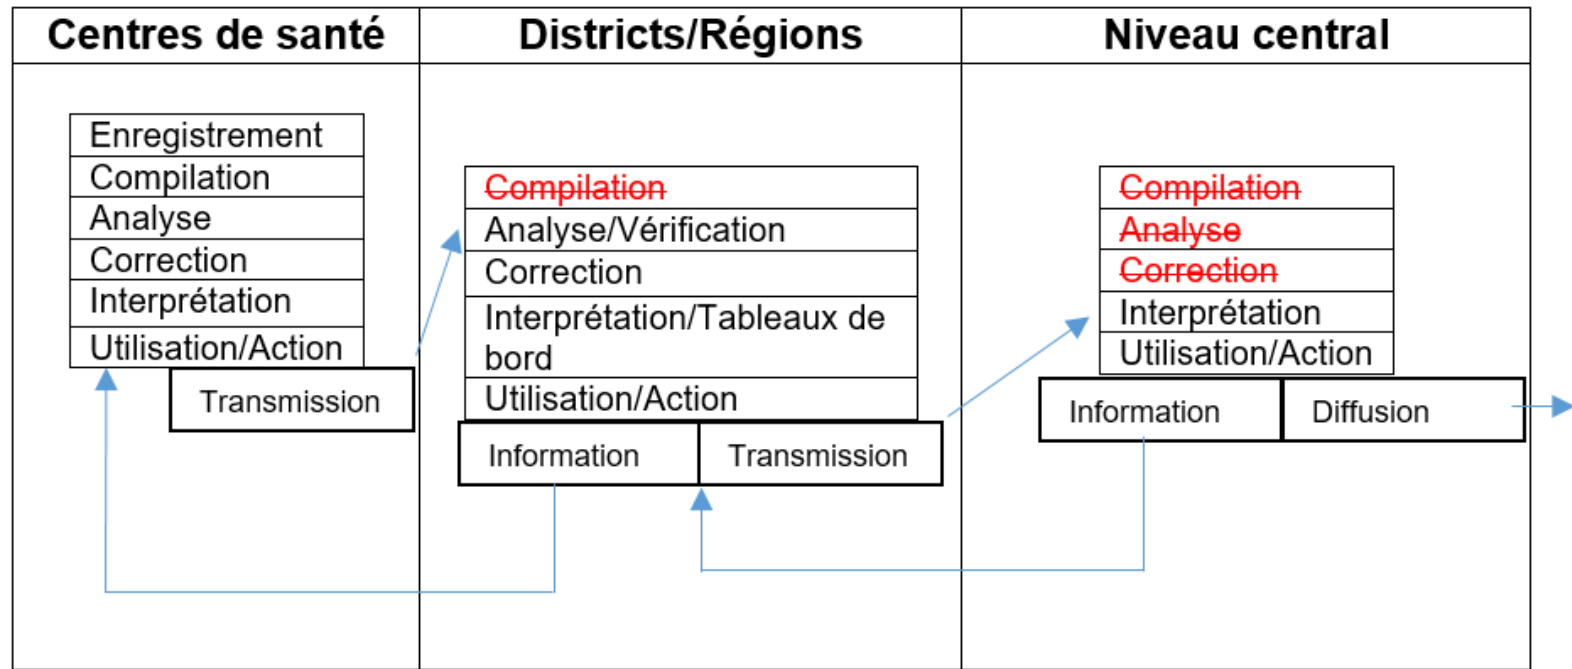 Centres de santé
Districts/Régions
Niveau central
Enregistrement
Compilation
Analyse
Correction
Interprétation
Utilisation/Action
Transmission
Compilation
Analyse/Vérification
Correction
Interprétation/Tableaux de
bord
Utilisation/Action
Information
Transmission
Compilation
Analyse
Correction
Interprétation
Utilisation/Action
Information
Diffusion